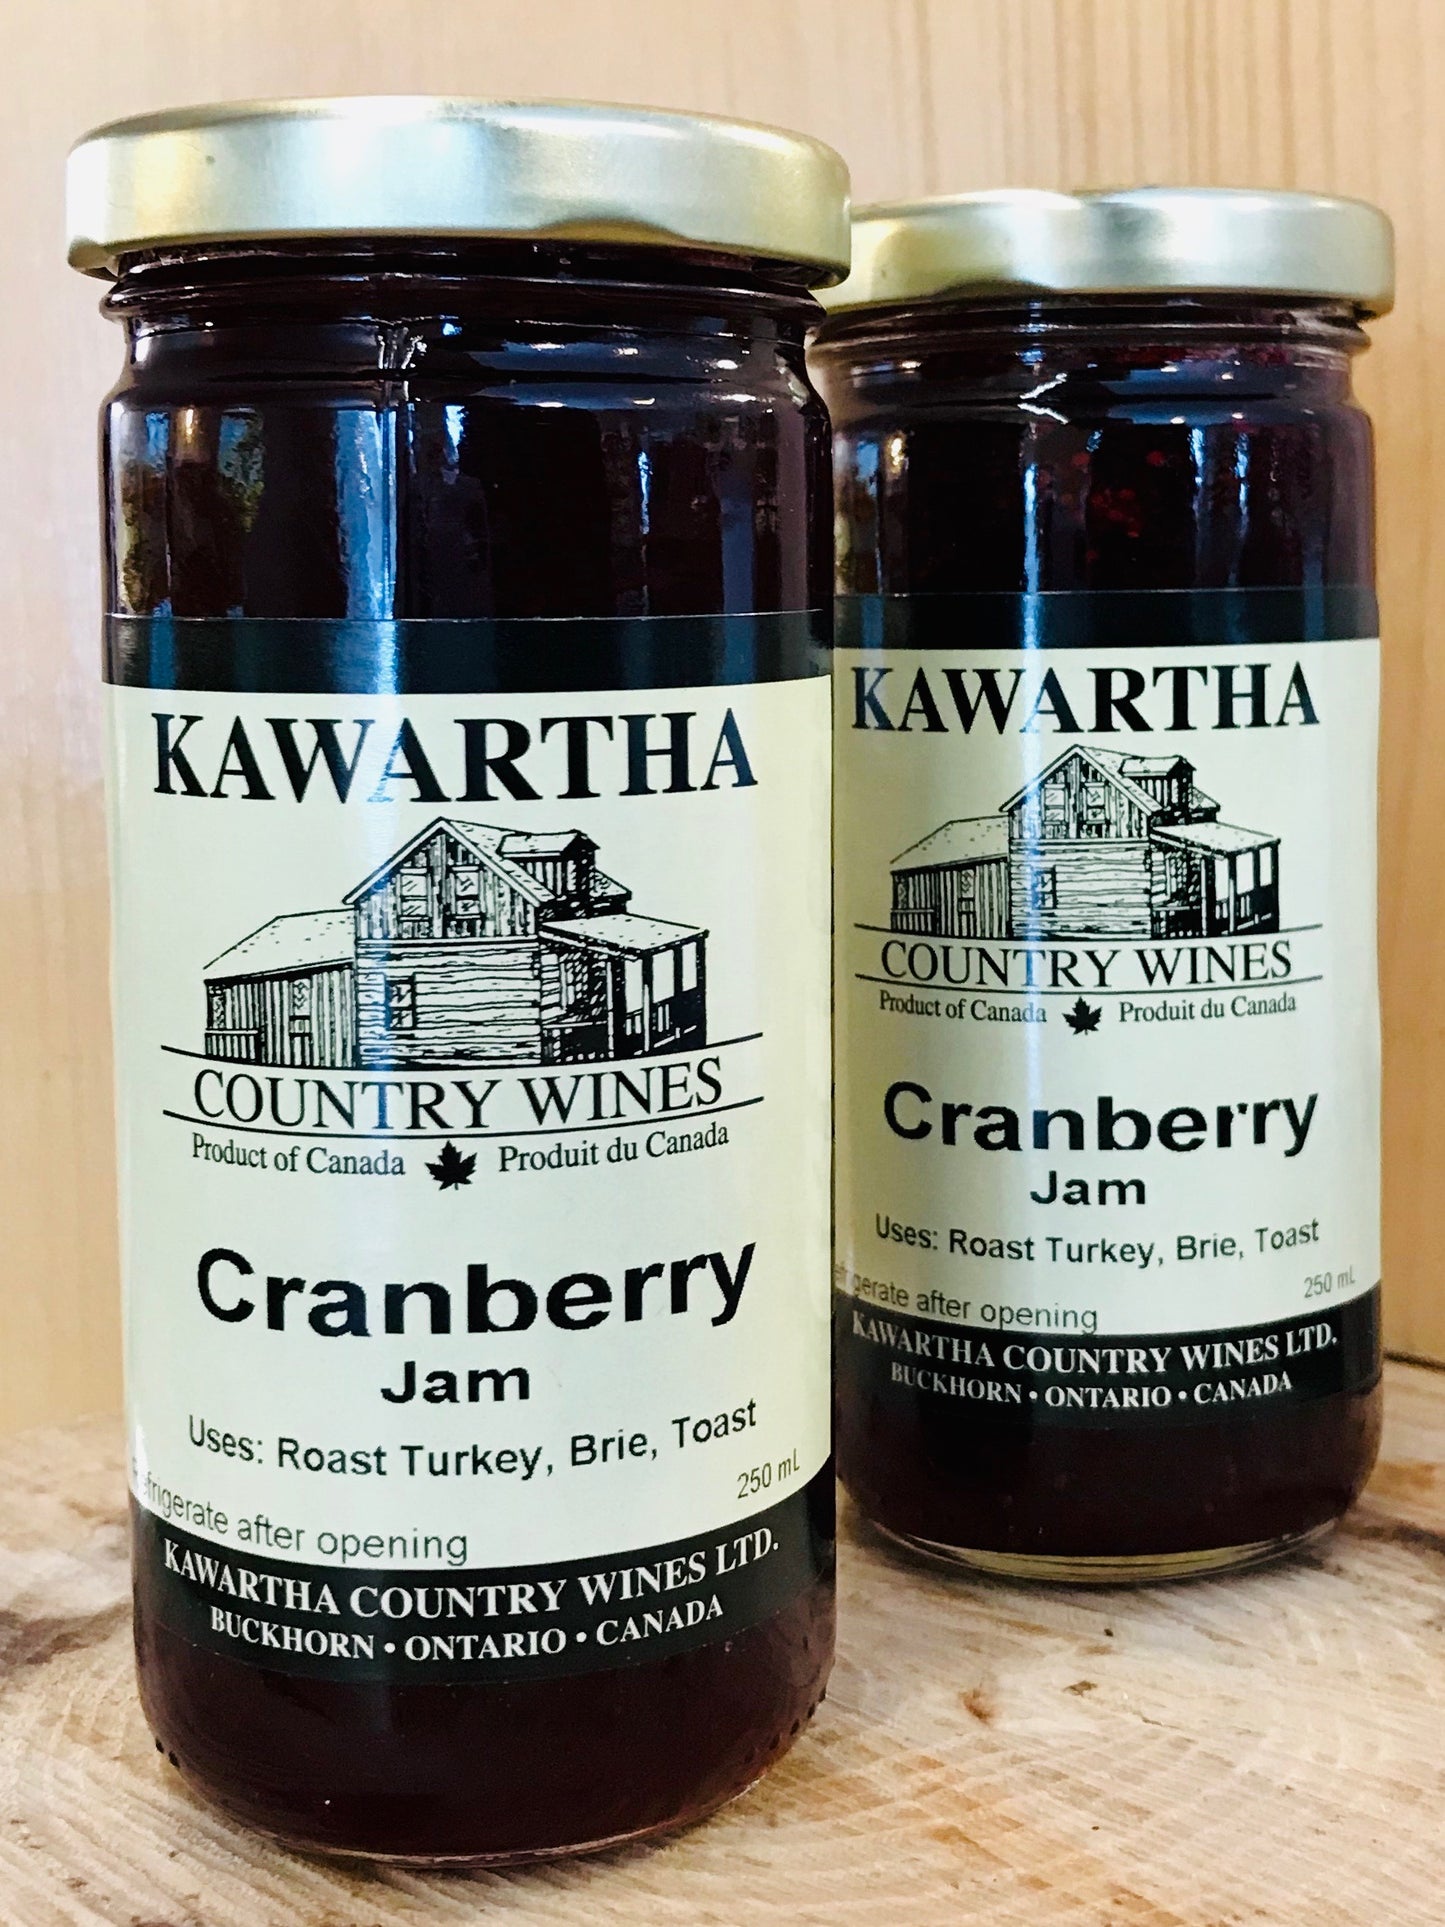 KAWARTHA
COUNTRY WINES
Product of Canada Produit du Canada
Cranberry
Jam
Uses: Roast Turkey, Brie, Toast
250 mL
Refrigerate after opening
KAWARTHA COUNTRY WINES LTD.
BUCKHORN • ONTARIO • CANADA
KAWARTHA
COUNTRY WINES
Product of Canada Produit du Canada
Cranberry
Jam
Uses: Roast Turkey, Brie, Toast
250 mL
after opening
KAWARTHA COUNTRY WINES LTD.
BUCKHORN • ONTARIO • CANADA